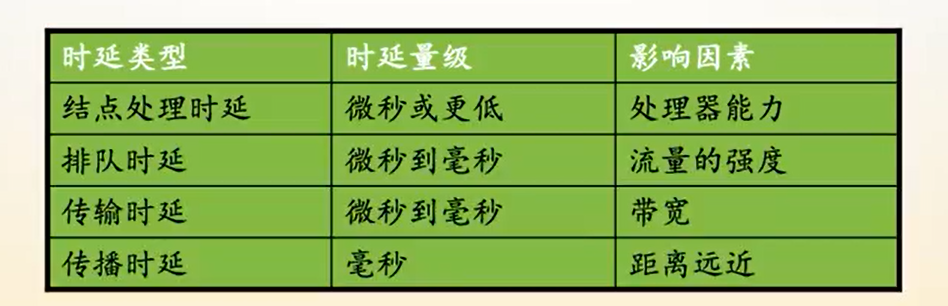 时延类型 时延量级 影响因素
结点处理时延 微秒或更低 处理器能力
排队时延 微秒到毫秒 流量的强度
传输时延 微秒到毫秒 带宽
传播时延 毫秒 距离远近